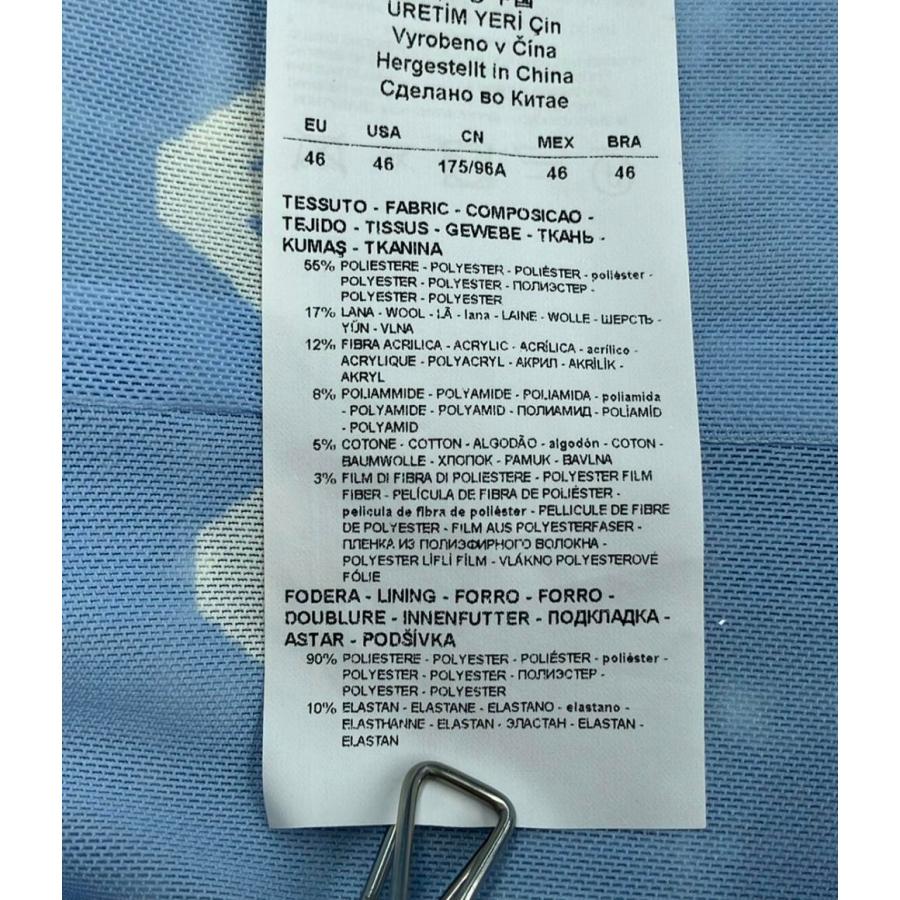 ÜRETİM YERİ Çin
Vyrobeno v Čína
Hergestellt in China
Сделано во Китае
EU USA CN MEX BRA
46 46 175/96A 46 46
TESSUTO - FABRIC - COMPOSICAO -
TEJIDO - TISSUS - GEWEBE - ТКАНЬ -
KUMAŞ - TKANINA
55% POLIESTERE - POLYESTER - POLIÉSTER - poliéster -
POLYESTER - POLYESTER - ПОЛИЭСТЕР -
POLYESTER - POLYESTER
17% LANA - WOOL - LÃ - lana - LAINE - WOLLE - ШЕРСТЬ -
YÜN - VLNA
12% FIBRA ACRILICA - ACRYLIC - ACRÍLICA - acrílico -
ACRYLIQUE - POLYACRYL - АКРИЛ - AKRİLİK -
AKRYL
8% POLIAMMIDE - POLYAMIDE - POLIAMIDA - poliamida
- POLYAMIDE - POLYAMID - ПОЛИАМИД - POLİAMİD
- POLYAMID
5% COTONE - COTTON - ALGODÃO - algodón - COTON -
BAUMWOLLE - ХЛОПОК - PAMUK - BAVLNA
3% FILM DI FIBRA DI POLIESTERE - POLYESTER FILM
FIBER - PELÍCULA DE FIBRA DE POLIÉSTER -
película de fibra de poliéster - PELLICULE DE FIBRE
DE POLYESTER - FILM AUS POLYESTERFASER -
ПЛЕНКА ИЗ ПОЛИЭФИРНОГО ВОЛОКНА -
POLYESTER LİFLİ FİLM - VLÁKNO POLYESTEROVÉ
FÓLIE
FODERA - LINING - FORRO - FORRO -
DOUBLURE - INNENFUTTER - ПОДКЛАДКА -
ASTAR - PODŠÍVKA
90% POLIESTERE - POLYESTER - POLIÉSTER - poliéster -
POLYESTER - POLYESTER - ПОЛИЭСТЕР -
POLYESTER - POLYESTER
10% ELASTAN - ELASTANE - ELASTANO - elastano -
ELASTHANNE - ELASTAN - ЭЛАСТАН - ELASTAN -
ELASTAN